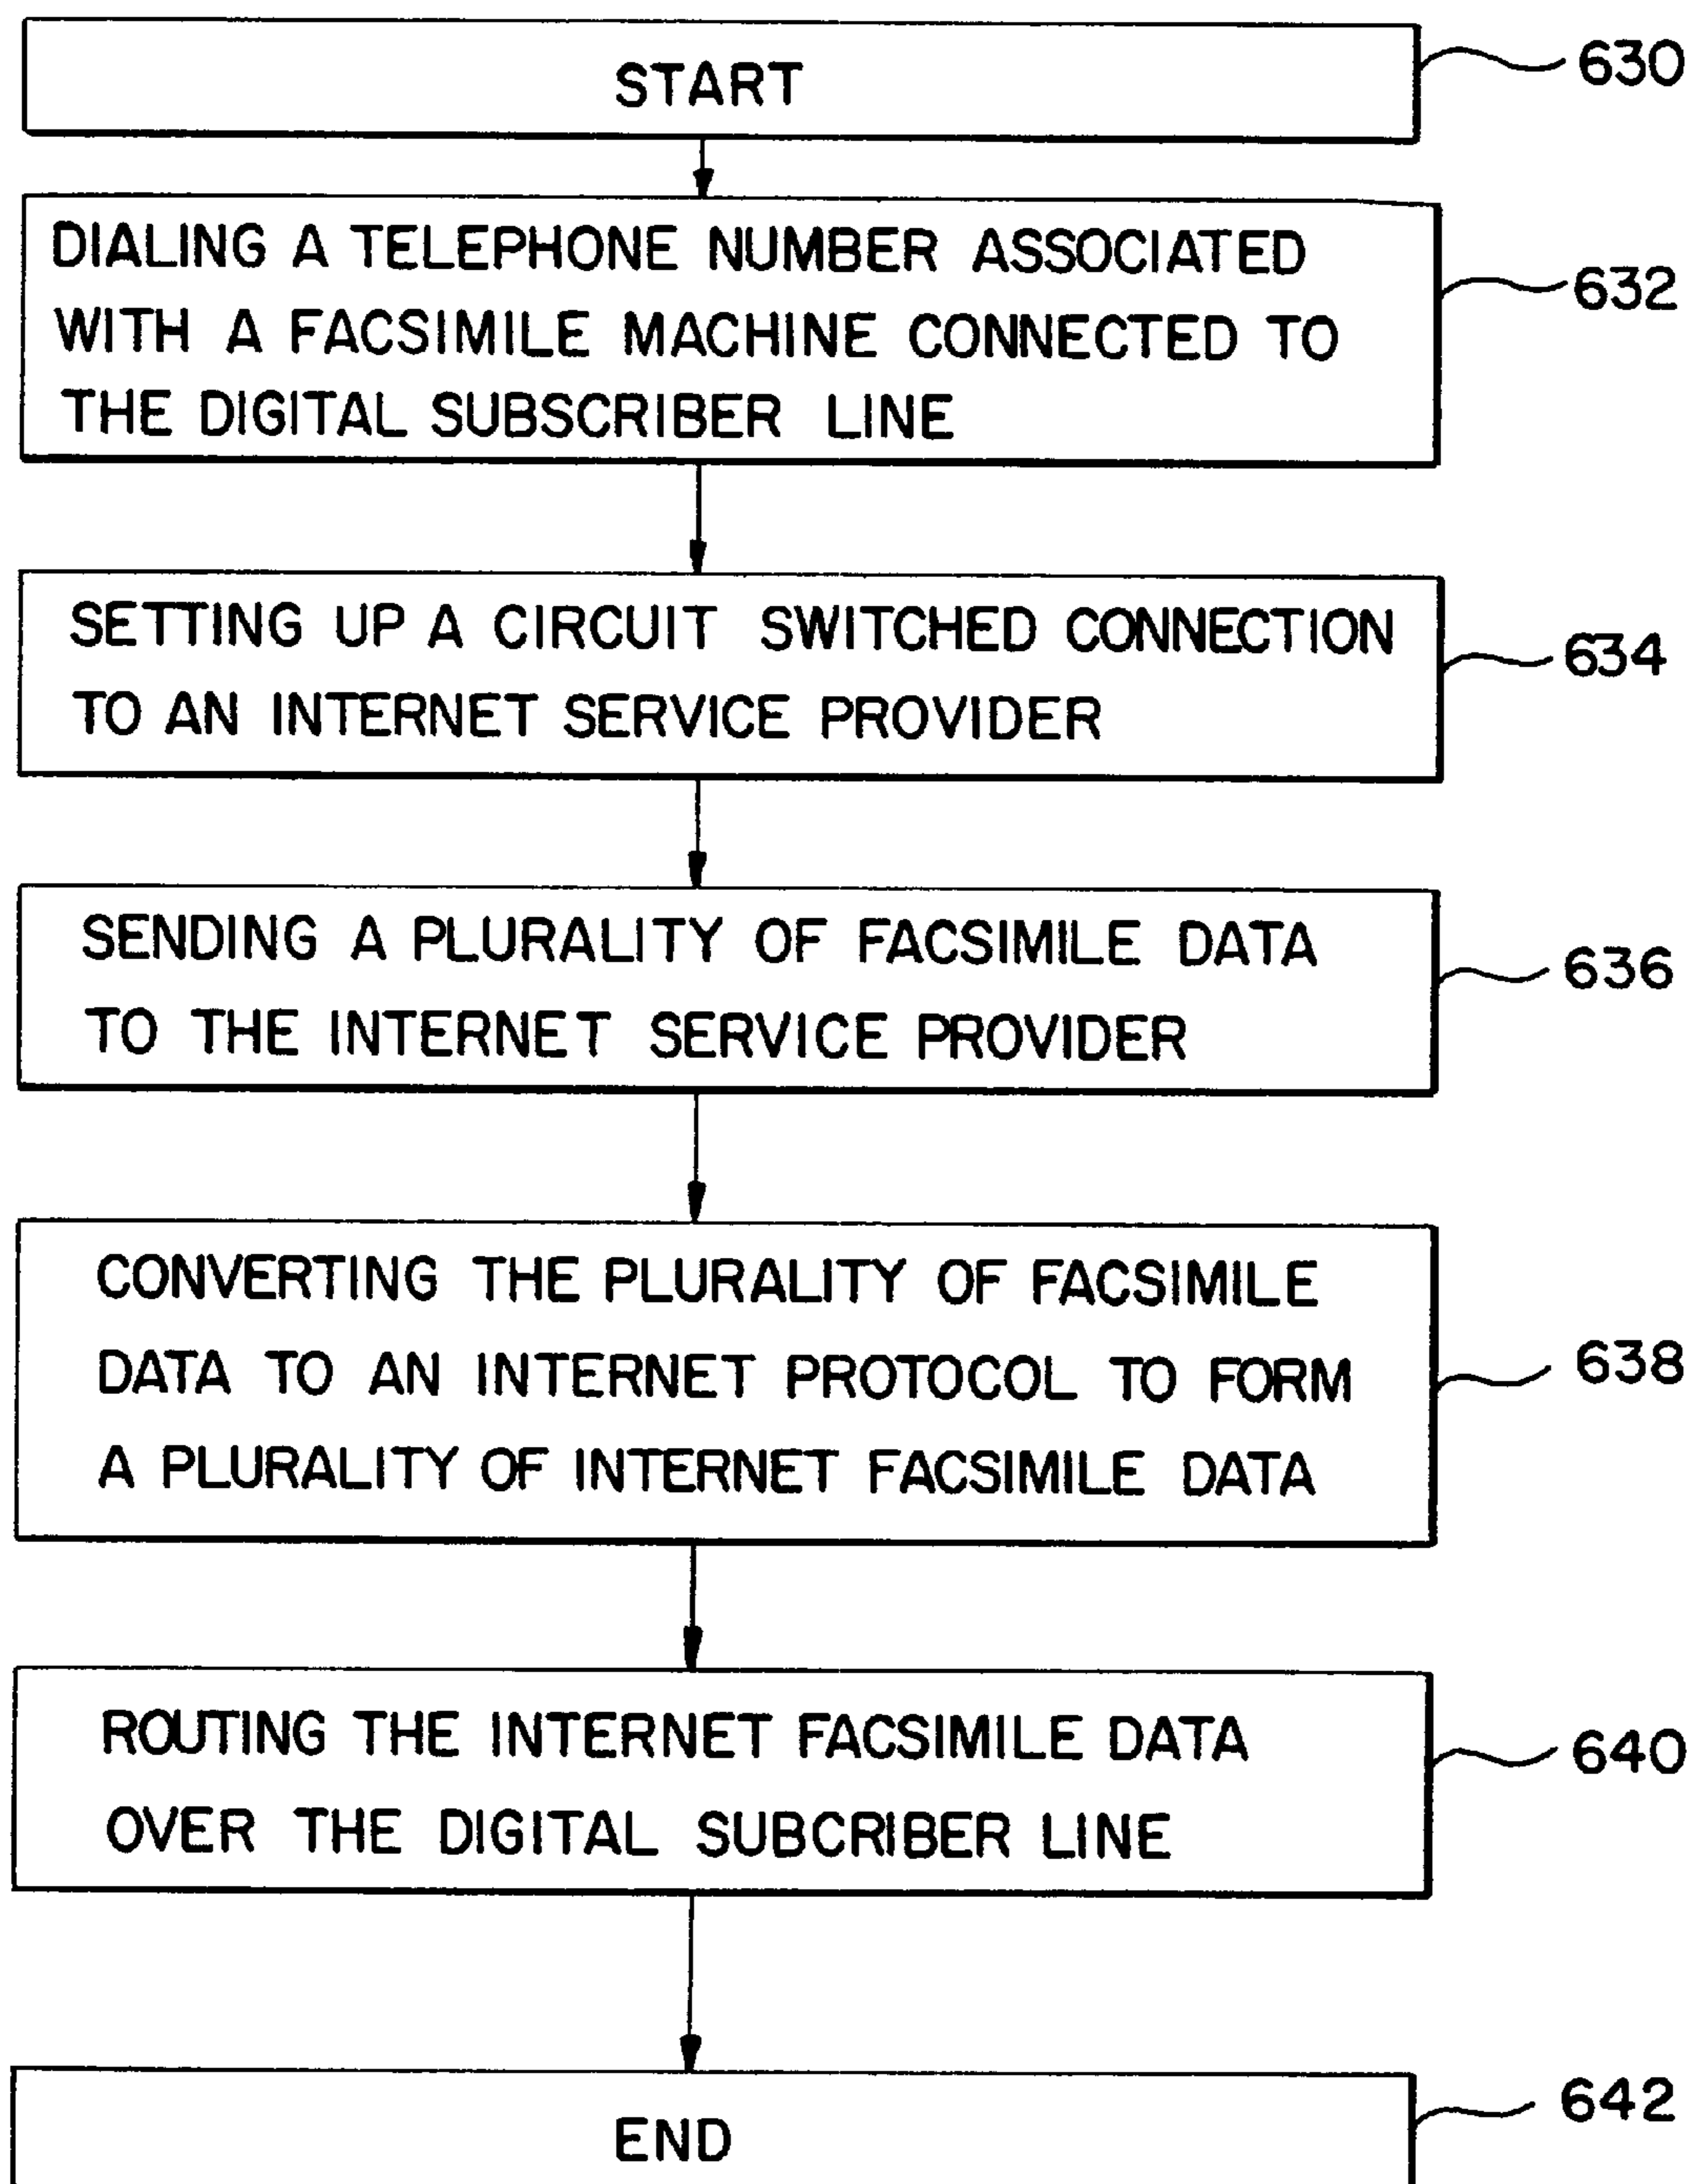 START
630
DIALING A TELEPHONE NUMBER ASSOCIATED
WITH A FACSIMILE MACHINE CONNECTED TO
THE DIGITAL SUBSCRIBER LINE
632
SETTING UP A CIRCUIT SWITCHED CONNECTION
TO AN INTERNET SERVICE PROVIDER
634
SENDING A PLURALITY OF FACSIMILE DATA
TO THE INTERNET SERVICE PROVIDER
636
CONVERTING THE PLURALITY OF FACSIMILE
DATA TO AN INTERNET PROTOCOL TO FORM
A PLURALITY OF INTERNET FACSIMILE DATA
638
ROUTING THE INTERNET FACSIMILE DATA
OVER THE DIGITAL SUBCRIBER LINE
640
END
642